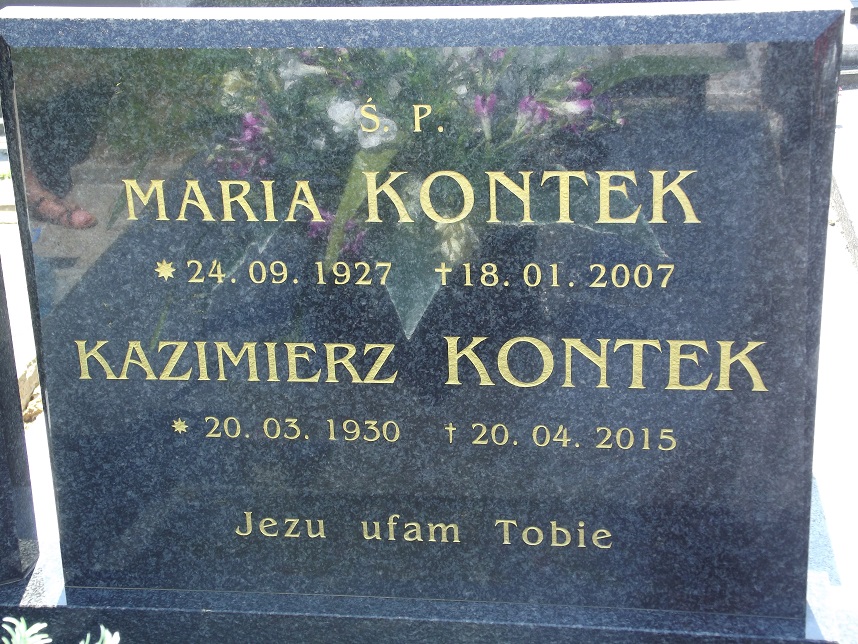 Ś. P.
MARIA KONTEK
* 24. 09. 1927 † 18. 01. 2007
KAZIMIERZ KONTEK
* 20. 03. 1930 † 20. 04. 2015
Jezu ufam Tobie